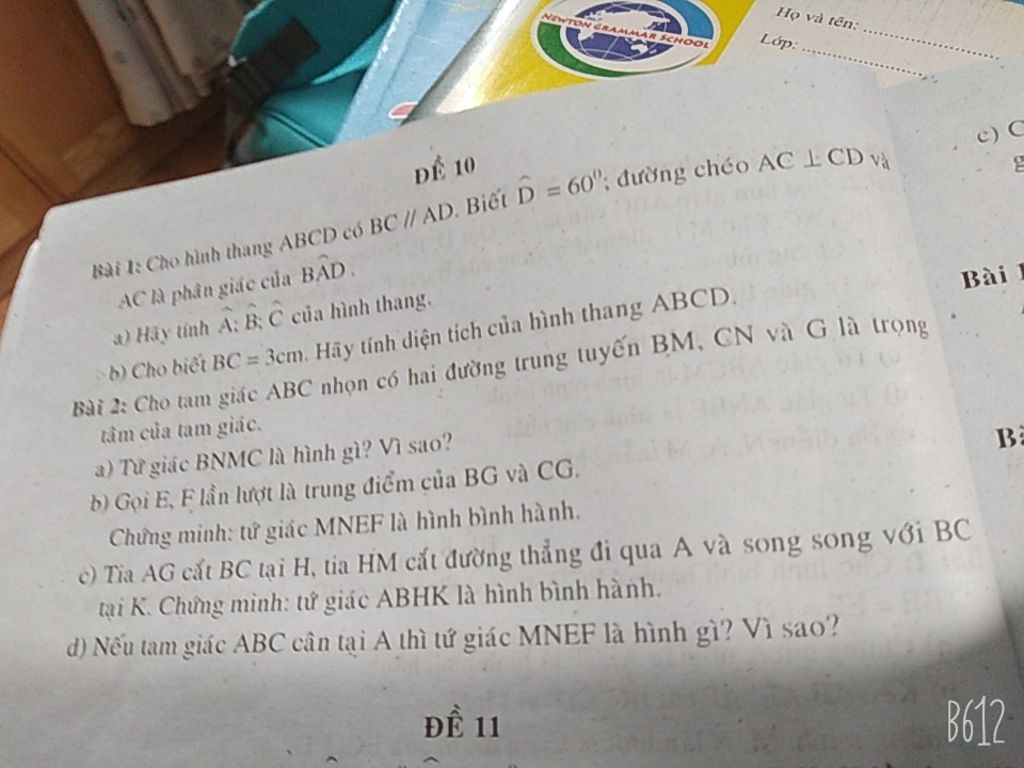 NEWTON GRAMMAR SCHOOL
Họ và tên: ........................
Lớp: ........................
ĐỀ 10
Bài 1: Cho hình thang ABCD có BC // AD. Biết D̂ = 60⁰; đường chéo AC ⊥ CD và
AC là phân giác của BÂD.
a) Hãy tính Â; B̂; Ĉ của hình thang.
b) Cho biết BC = 3cm. Hãy tính diện tích của hình thang ABCD.
Bài 2: Cho tam giác ABC nhọn có hai đường trung tuyến BM, CN và G là trọng
tâm của tam giác.
a) Tứ giác BNMC là hình gì? Vì sao?
b) Gọi E, F lần lượt là trung điểm của BG và CG.
Chứng minh: tứ giác MNEF là hình bình hành.
c) Tia AG cắt BC tại H, tia HM cắt đường thẳng đi qua A và song song với BC
tại K. Chứng minh: tứ giác ABHK là hình bình hành.
d) Nếu tam giác ABC cân tại A thì tứ giác MNEF là hình gì? Vì sao?
ĐỀ 11
c) C
g
Bài
B612